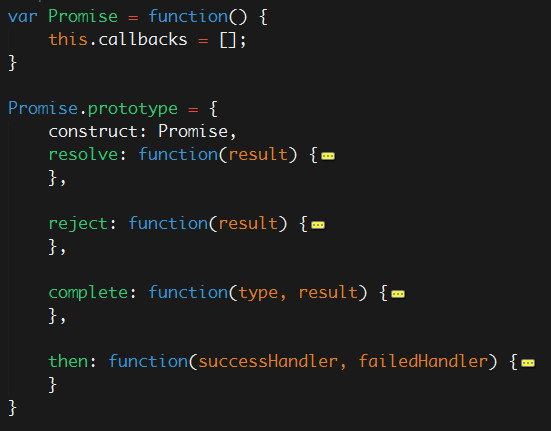 var Promise = function() {
    this.callbacks = [];
}

Promise.prototype = {
    construct: Promise,
    resolve: function(result) {
    },

    reject: function(result) {
    },

    complete: function(type, result) {
    },

    then: function(successHandler, failedHandler) {
    }
}